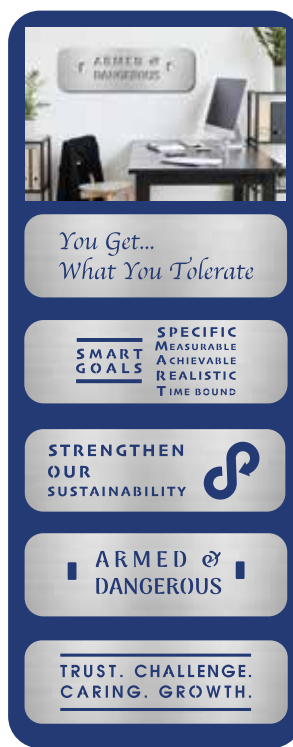 ARMED &
DANGEROUS
You Get...
What You Tolerate
SMART
GOALS
SPECIFIC
MEASURABLE
ACHIEVABLE
REALISTIC
TIME BOUND
STRENGTHEN
OUR
SUSTAINABILITY
ARMED &
DANGEROUS
TRUST. CHALLENGE.
CARING. GROWTH.